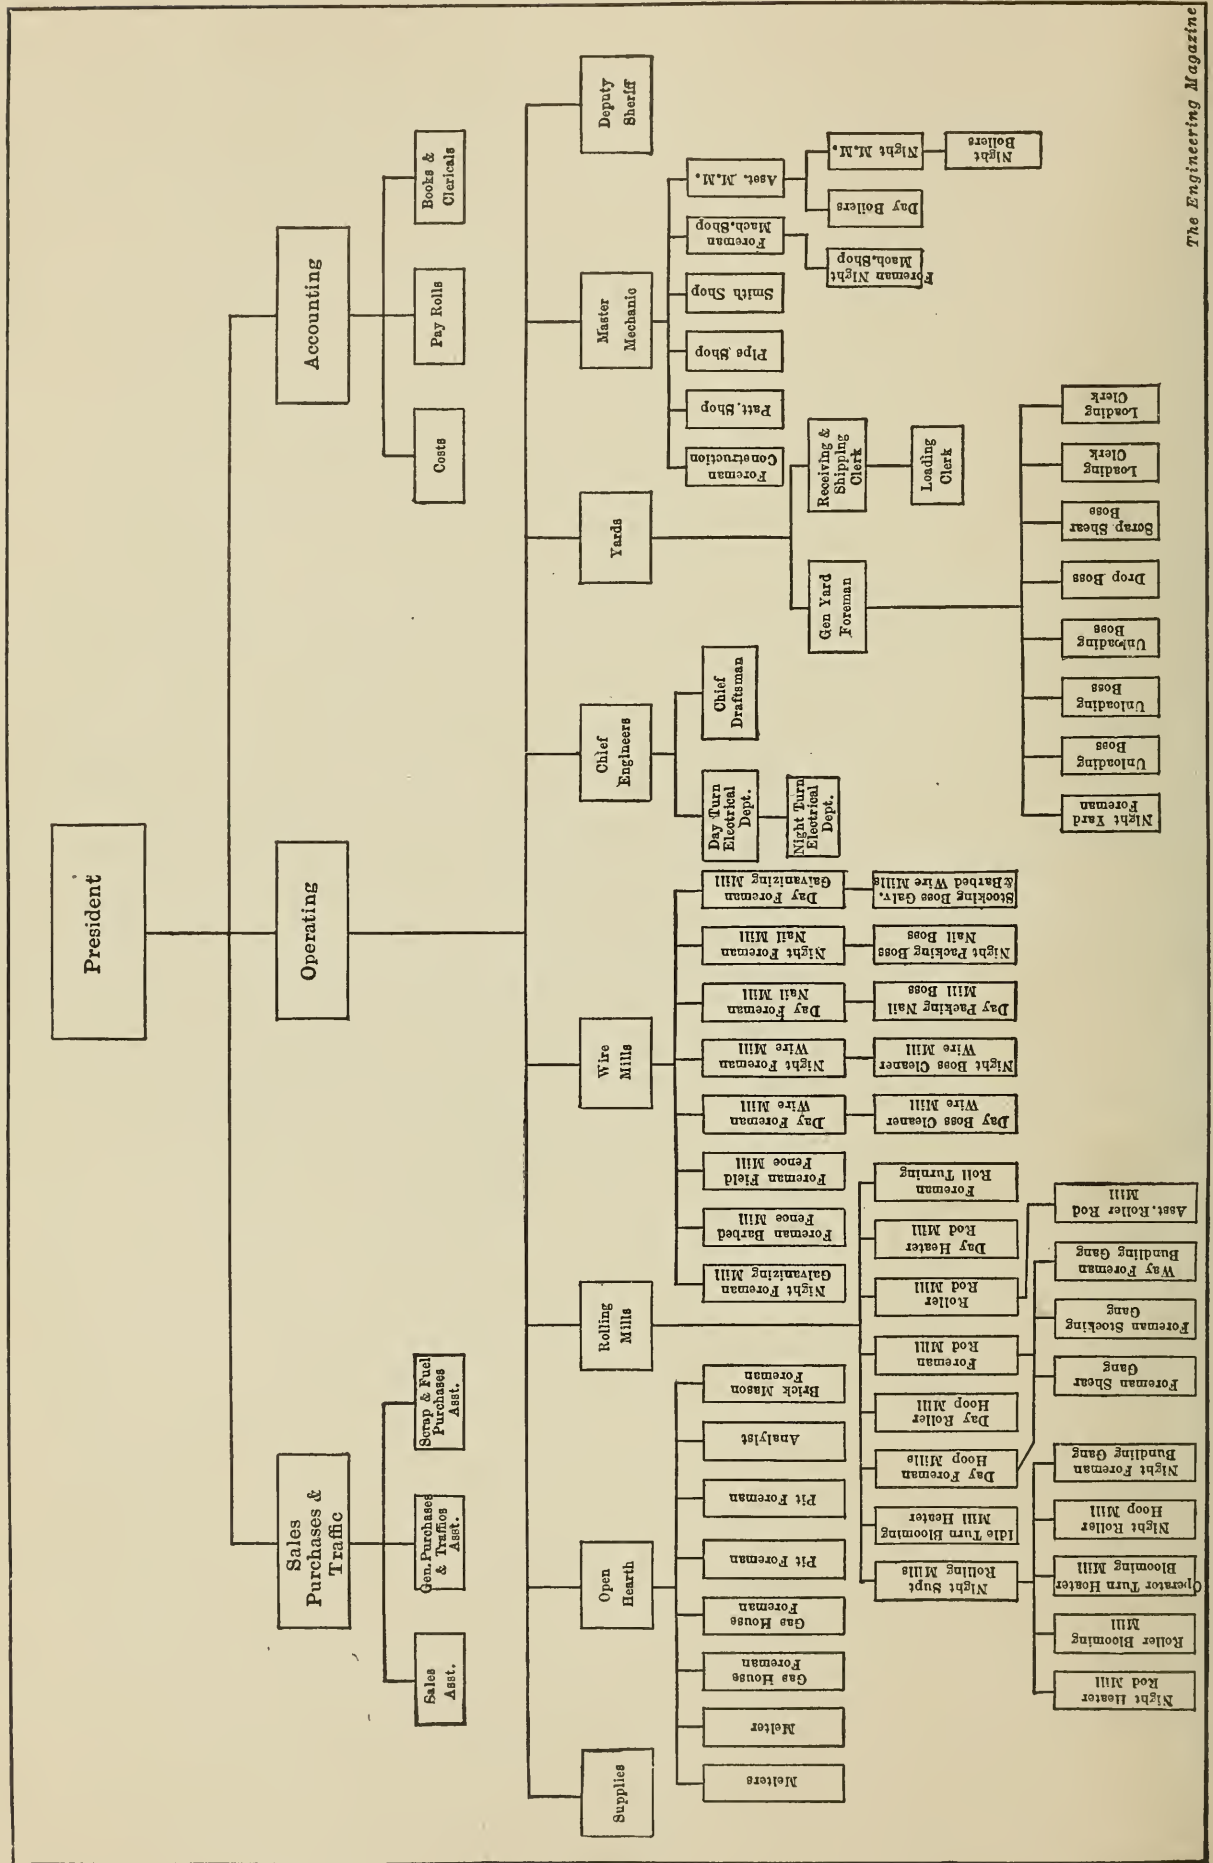 President
Sales
Purchases &
Traffic
Operating
Accounting
Sales
Asst.
Gen. Purchases
& Traffics
Asst.
Scrap & Fuel
Purchases
Asst.
Costs
Pay Rolls
Books &
Clericals
Supplies
Open
Hearth
Rolling
Mills
Wire
Mills
Chief
Engineers
Yards
Master
Mechanic
Deputy
Sheriff
Melters
Melter
Gas House
Foreman
Gas House
Foreman
Pit Foreman
Pit Foreman
Analyist
Brick Mason
Foreman
Night Supt
Rolling Mills
Idle Turn Blooming
Mill Heater
Day Foreman
Hoop Mills
Day Roller
Hoop Mill
Foreman
Rod Mill
Roller
Rod Mill
Day Heater
Rod Mill
Foreman
Roll Turning
Night Heater
Rod Mill
Roller Blooming
Mill
Operator Turn Heater
Blooming Mill
Night Roller
Hoop Mill
Night Foreman
Bundling Gang
Foreman Shear
Gang
Foreman Stocking
Gang
Way Foreman
Bundling Gang
Asst. Roller Rod
Mill
Night Foreman
Galvanizing Mill
Foreman Barbed
Fence Mill
Foreman Field
Fence Mill
Day Foreman
Wire Mill
Night Foreman
Wire Mill
Day Foreman
Nail Mill
Night Foreman
Nail Mill
Day Foreman
Galvanizing Mill
Day Boss Cleaner
Wire Mill
Night Boss Cleaner
Wire Mill
Day Packing Nail
Mill Boss
Night Packing Boss
Nail Boss
Stocking Boss Galv.
& Barbed Wire Mills
Day Turn
Electrical
Dept.
Chief
Draftsman
Night Turn
Electrical
Dept.
Gen Yard
Foreman
Receiving &
Shipping
Clerk
Loading
Clerk
Night Yard
Foreman
Unloading
Boss
Unloading
Boss
Unloading
Boss
Drop Boss
Scrap Shear
Boss
Loading
Clerk
Loading
Clerk
Foreman
Construction
Patt. Shop
Pipe Shop
Smith Shop
Foreman
Mach. Shop
Asst. M.M.
Foreman Night
Mach. Shop
Day Boilers
Night M.M.
Night
Boilers
The Engineering Magazine